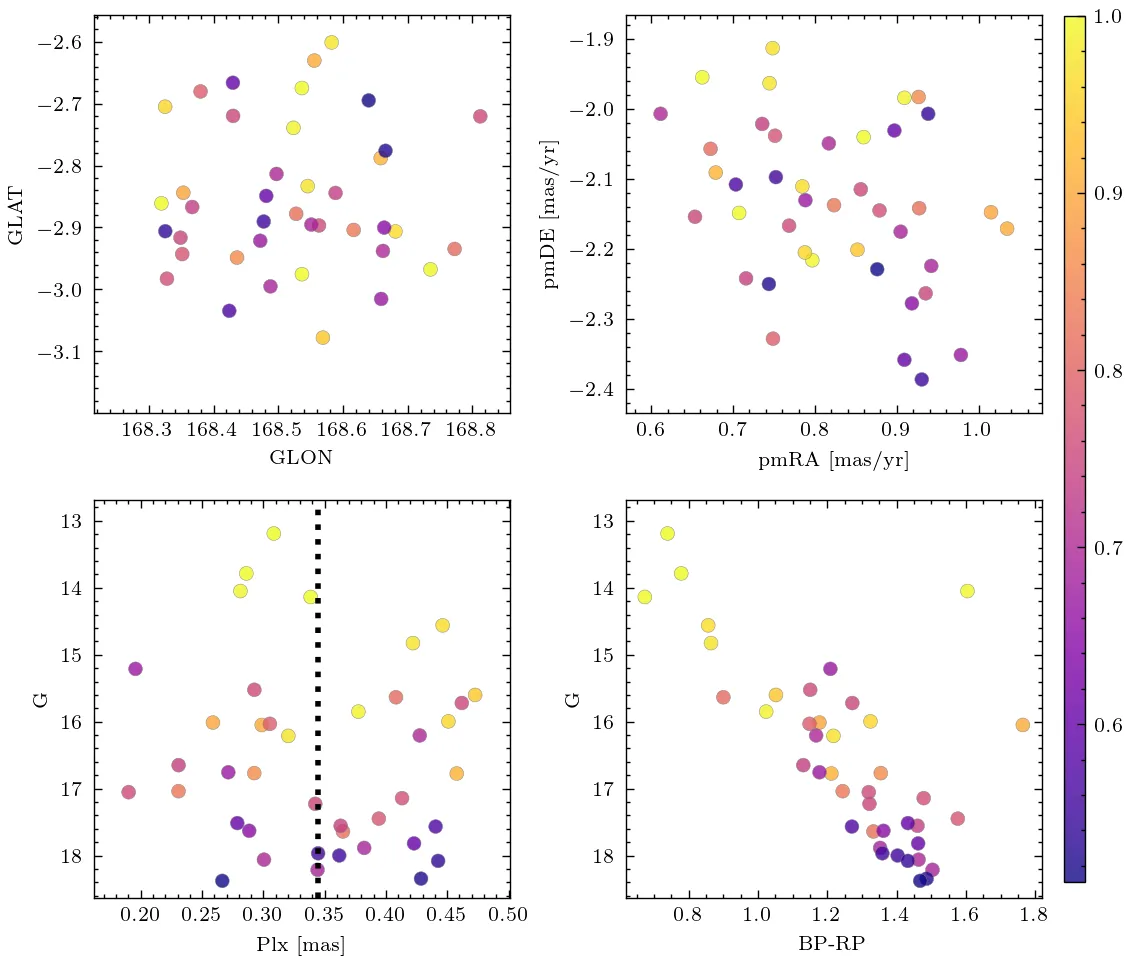 −2.6
−2.7
−2.8
−2.9
−3.0
−3.1
GLAT
168.3 168.4 168.5 168.6 168.7 168.8
GLON
−1.9
−2.0
−2.1
−2.2
−2.3
−2.4
pmDE [mas/yr]
0.6 0.7 0.8 0.9 1.0
pmRA [mas/yr]
13
14
15
16
17
18
G
0.20 0.25 0.30 0.35 0.40 0.45 0.50
Plx [mas]
13
14
15
16
17
18
G
0.8 1.0 1.2 1.4 1.6 1.8
BP-RP
1.0
0.9
0.8
0.7
0.6